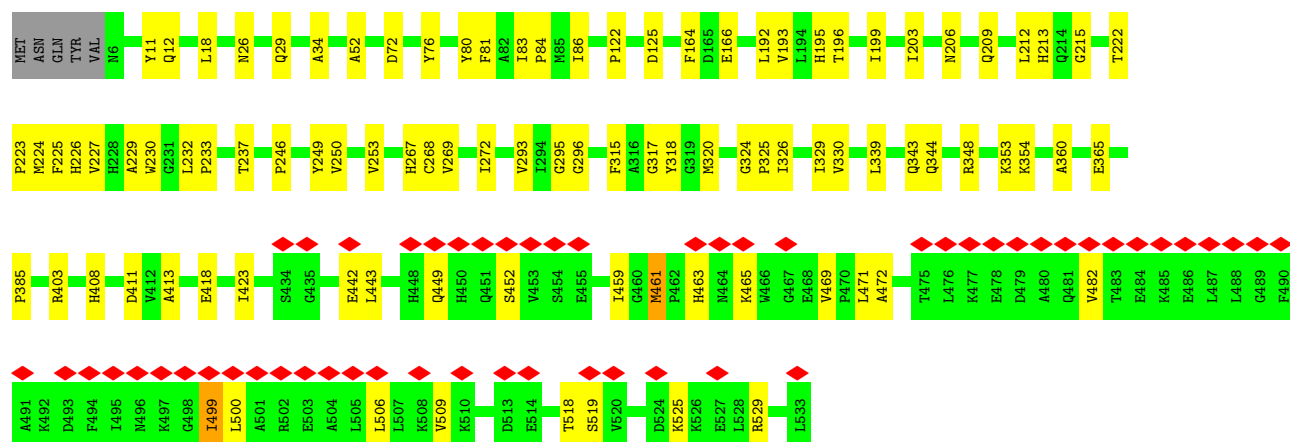 MET ASN GLN TYR VAL N6 Y11 Q12 L18 N26 Q29 A34 A52 D72 Y76 Y80 F81 A82 I83 P84 M85 I86 P122 D125 F164 D165 E166 L192 V193 L194 H195 T196 I199 I203 N206 Q209 L212 H213 Q214 G215 T222
P223 M224 F225 H226 V227 H228 A229 W230 G231 L232 P233 T237 P246 Y249 V250 V253 H267 C268 V269 I272 V293 I294 G295 G296 F315 A316 G317 Y318 G319 M320 G324 P325 I326 I329 V330 L339 Q343 Q344 R348 K353 K354 A360 E365
P385 R403 H408 D411 V412 A413 E418 I423 S434 G435 E442 L443 H448 Q449 H450 Q451 S452 V453 S454 E455 I459 G460 M461 P462 H463 N464 K465 W466 G467 E468 V469 P470 L471 A472 T475 L476 K477 E478 D479 A480 Q481 V482 T483 E484 K485 E486 L487 L488 G489 F490
A491 K492 D493 F494 I495 N496 K497 G498 I499 L500 A501 R502 E503 A504 L505 L506 L507 K508 V509 K510 D513 E514 T518 S519 V520 D524 K525 K526 E527 L528 R529 L533